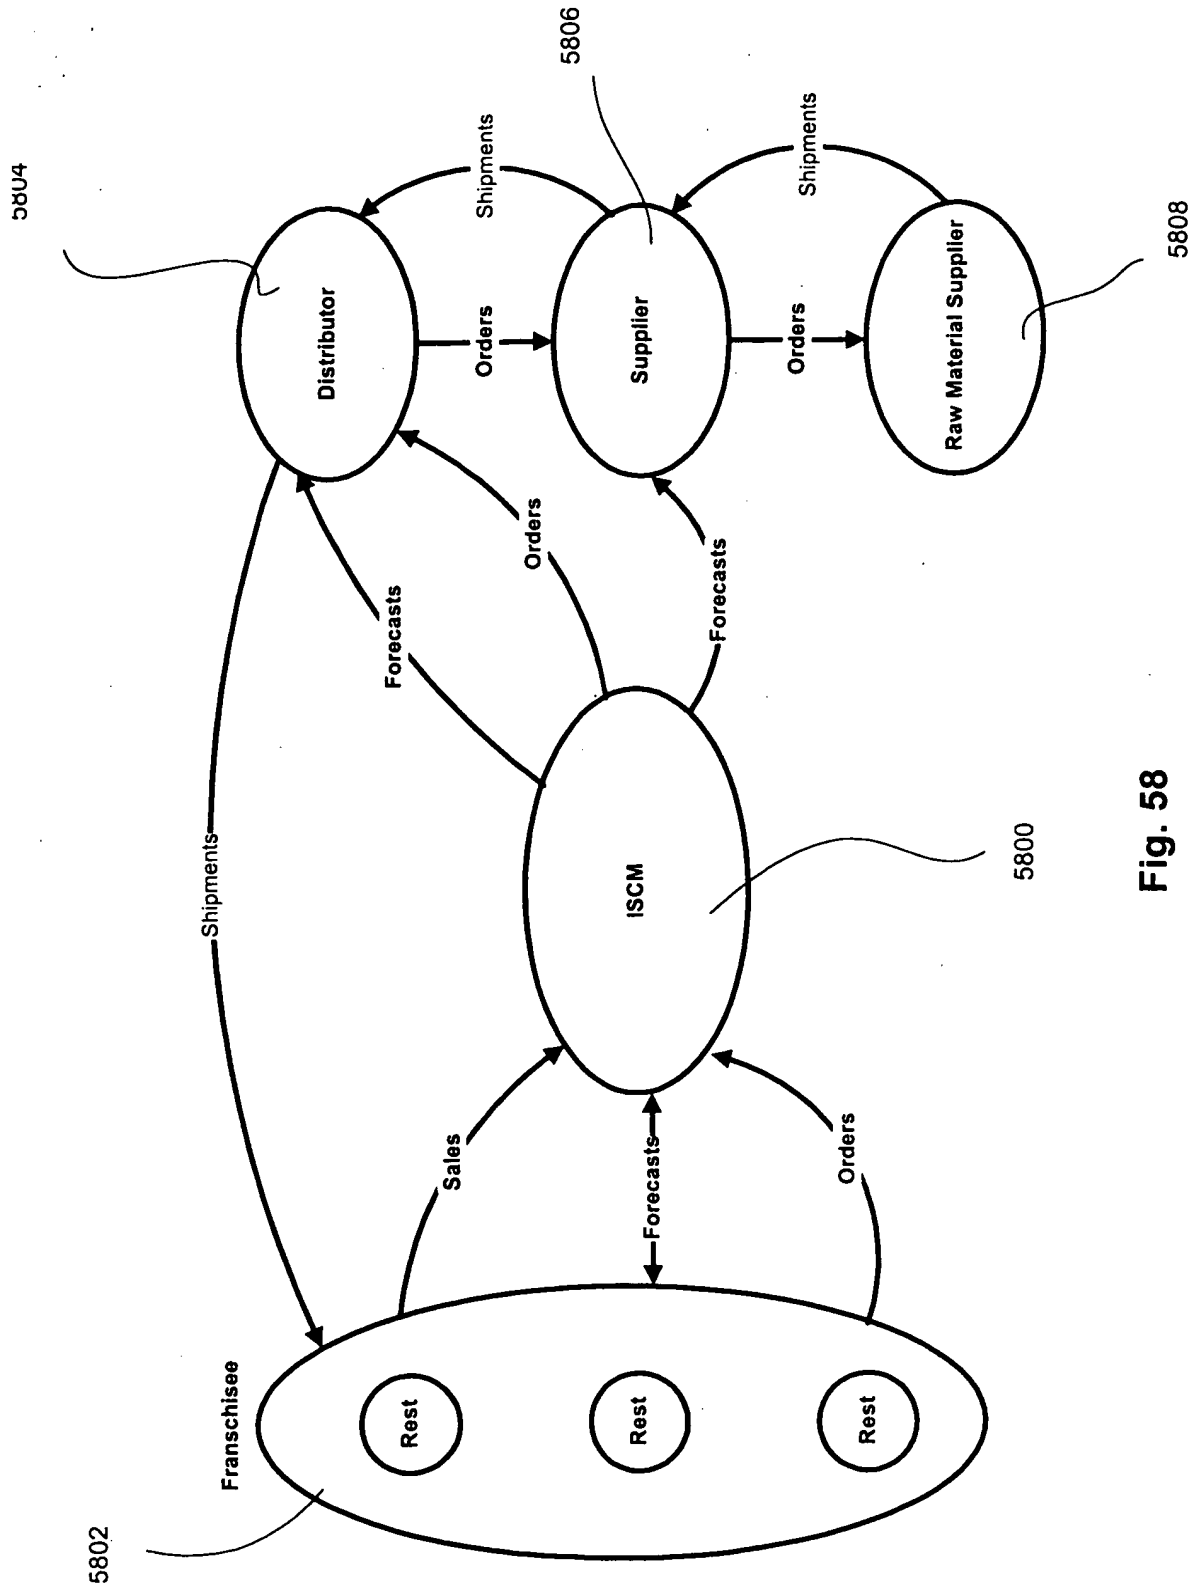 5802
Franschisee
Rest
Rest
Rest
Shipments
Sales
Forecasts
Orders
ISCM
5800
Forecasts
Orders
Forecasts
5804
Distributor
Orders
Shipments
5806
Supplier
Orders
Shipments
Raw Material Supplier
5808
Fig. 58